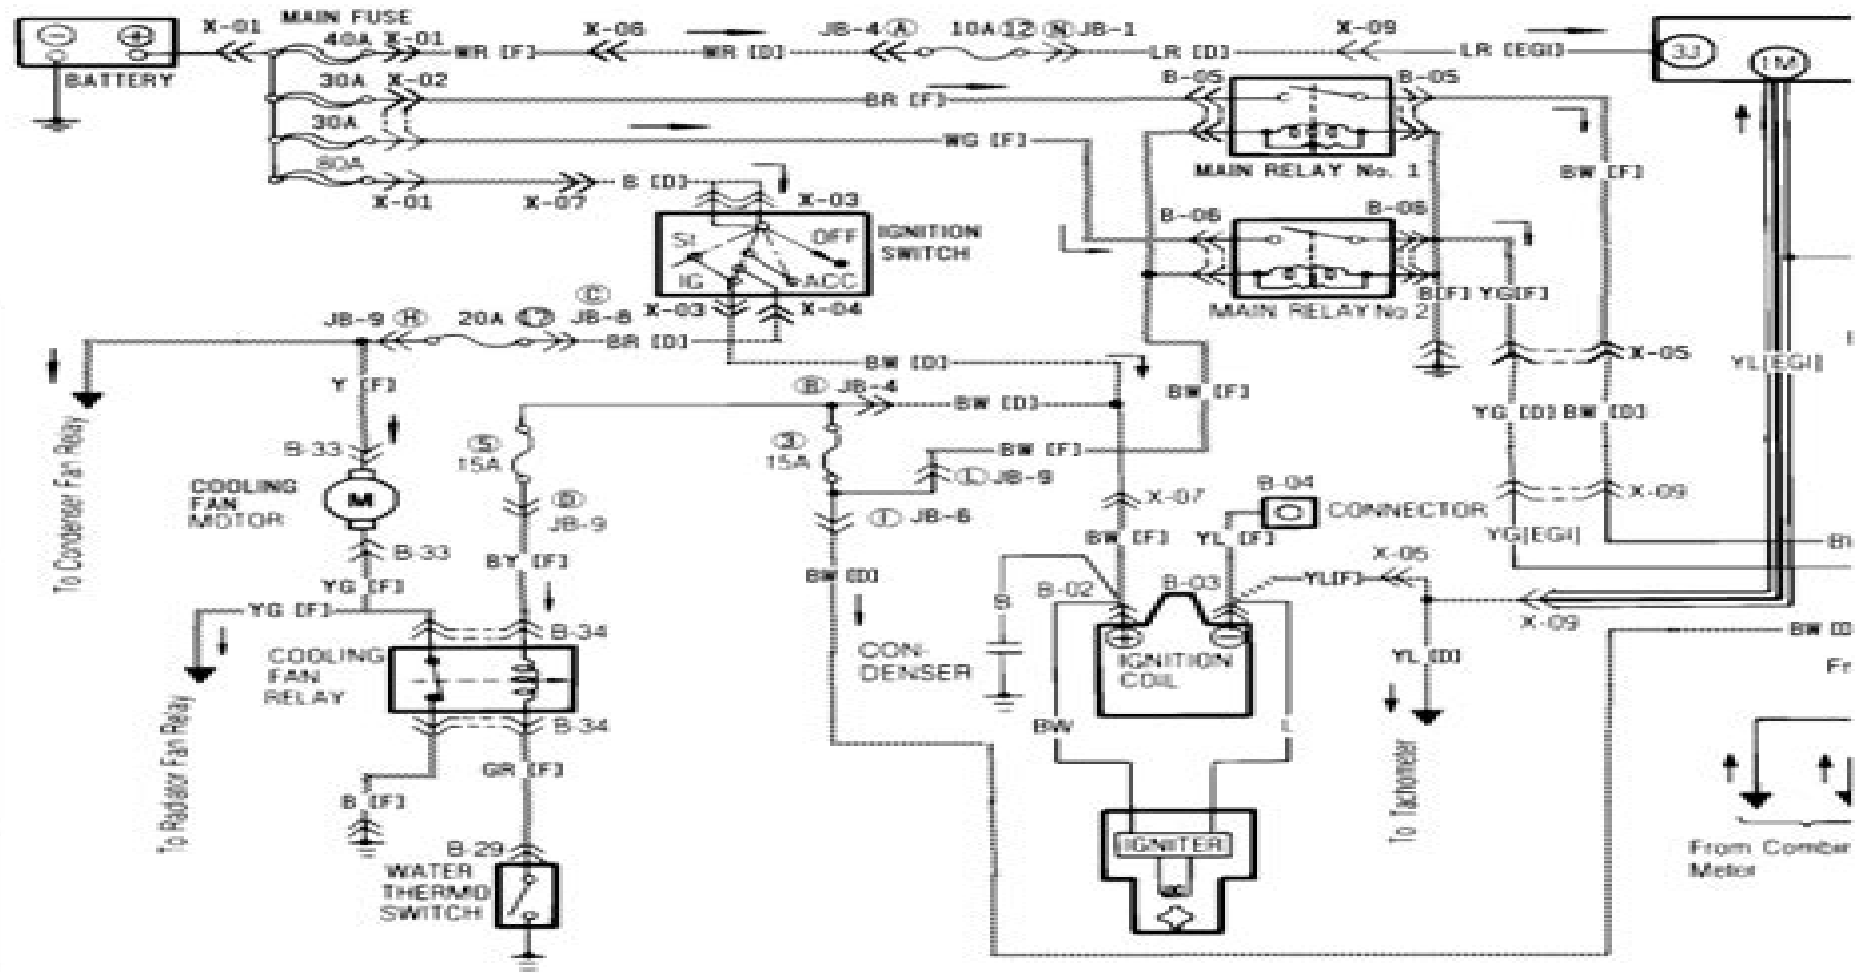 MAIN FUSE
X-01
40A
X-01
WR [F]
X-06
WR [D]
JB-4 A
10A 12 N JB-1
LR [D]
X-09
LR [EGI]
3J
1M
BATTERY
30A
X-02
BR [F]
B-05
B-05
30A
WG [F]
MAIN RELAY No. 1
BW [F]
80A
X-01
X-07
B [D]
X-03
ST
OFF
IG
ACC
IGNITION
SWITCH
B-06
B-06
B[F]
YG[F]
MAIN RELAY No 2
X-03
X-04
JB-9 H
20A 17
C
JB-8
BR [D]
BW [D]
X-05
YL[EGI]
Y [F]
B JB-4
BW [D]
BW [F]
YG [D]
BW [D]
To Condenser Fan Relay
B-33
5
15A
3
15A
BW [F]
L JB-9
COOLING
FAN
MOTOR
M
D
JB-9
I JB-6
X-07
B-04
CONNECTOR
X-09
B-33
BY [F]
BW [F]
YL [F]
YG[EGI]
X-05
YG [F]
BW [D]
B-02
B-03
YL[F]
YG [F]
B-34
S
X-09
BW [D
COOLING
FAN
RELAY
CON-
DENSER
IGNITION
COIL
YL [D]
Fr
B-34
BW
L
To Radiator Fan Relay
GR [F]
B [F]
To Tachometer
B-29
WATER
THERMO
SWITCH
IGNITER
From Combin
Meter